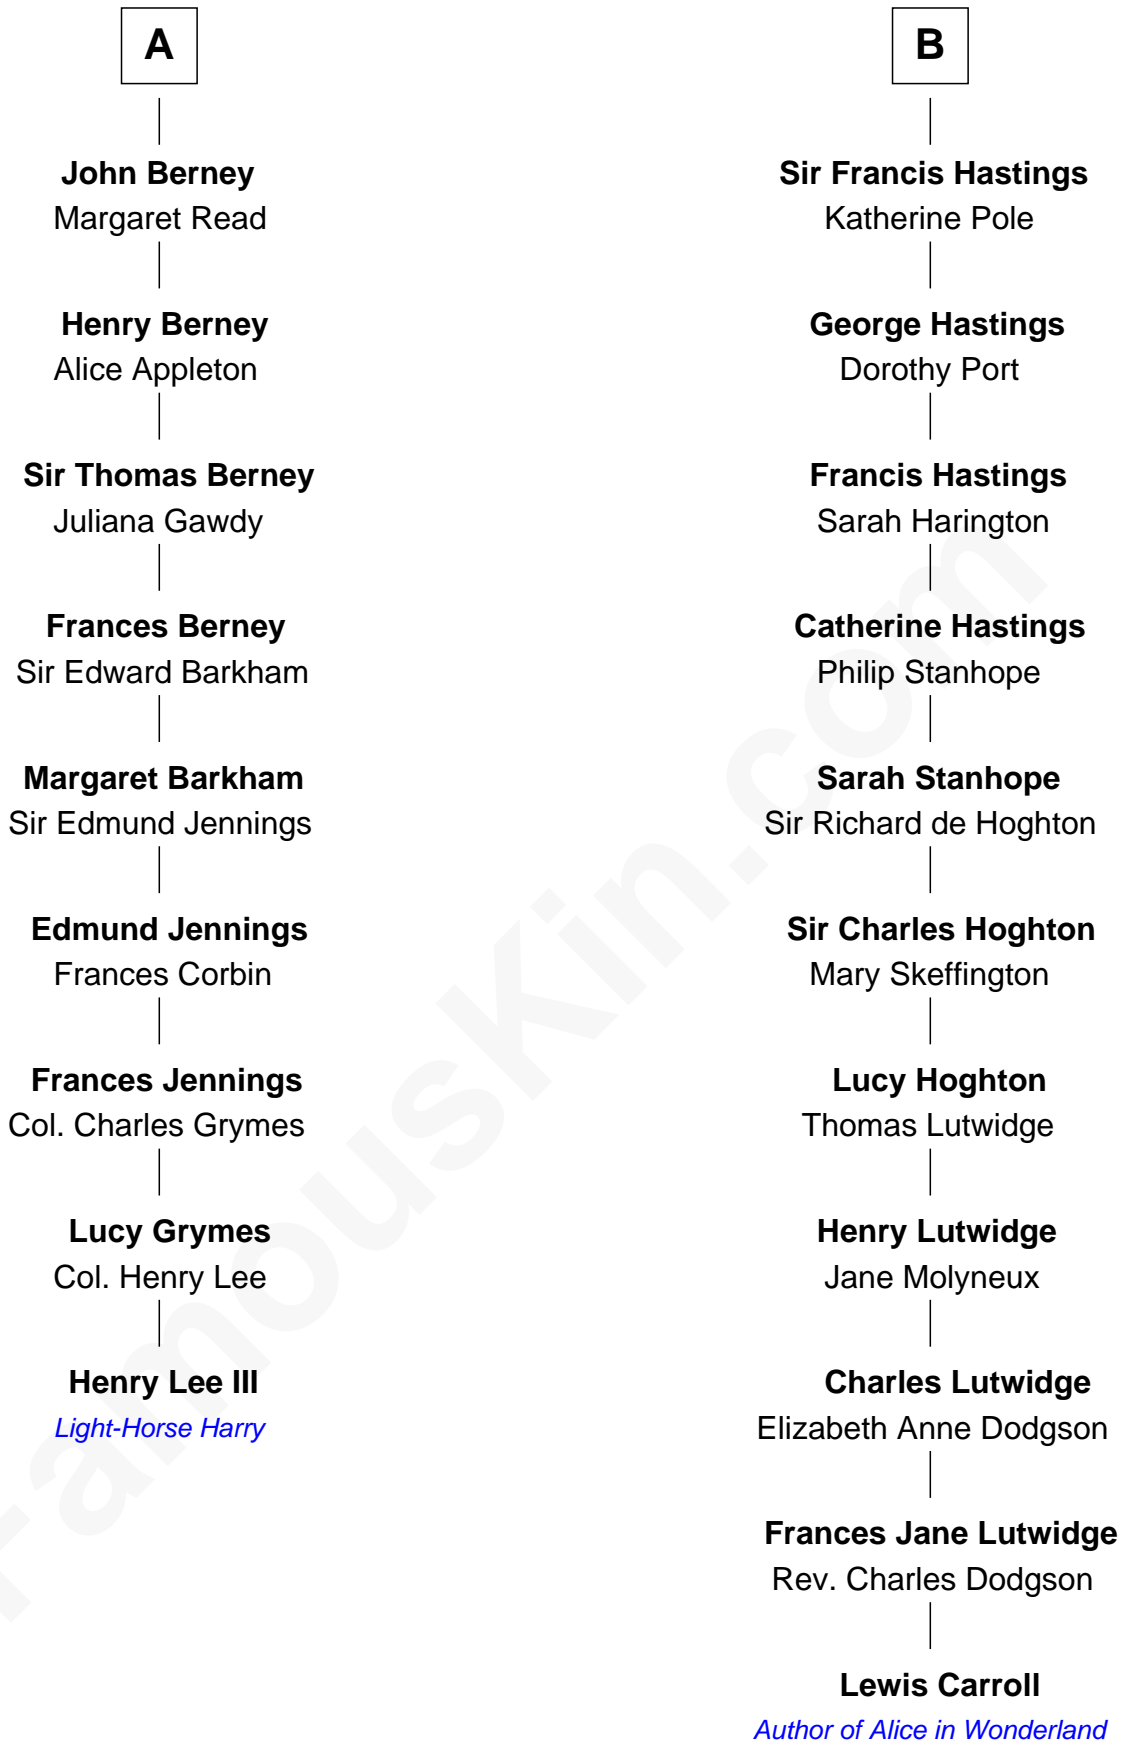 A
John Berney
Margaret Read
Henry Berney
Alice Appleton
Sir Thomas Berney
Juliana Gawdy
Frances Berney
Sir Edward Barkham
Margaret Barkham
Sir Edmund Jennings
Edmund Jennings
Frances Corbin
Frances Jennings
Col. Charles Grymes
Lucy Grymes
Col. Henry Lee
Henry Lee III
Light-Horse Harry
B
Sir Francis Hastings
Katherine Pole
George Hastings
Dorothy Port
Francis Hastings
Sarah Harington
Catherine Hastings
Philip Stanhope
Sarah Stanhope
Sir Richard de Hoghton
Sir Charles Hoghton
Mary Skeffington
Lucy Hoghton
Thomas Lutwidge
Henry Lutwidge
Jane Molyneux
Charles Lutwidge
Elizabeth Anne Dodgson
Frances Jane Lutwidge
Rev. Charles Dodgson
Lewis Carroll
Author of Alice in Wonderland
FamousKin.com